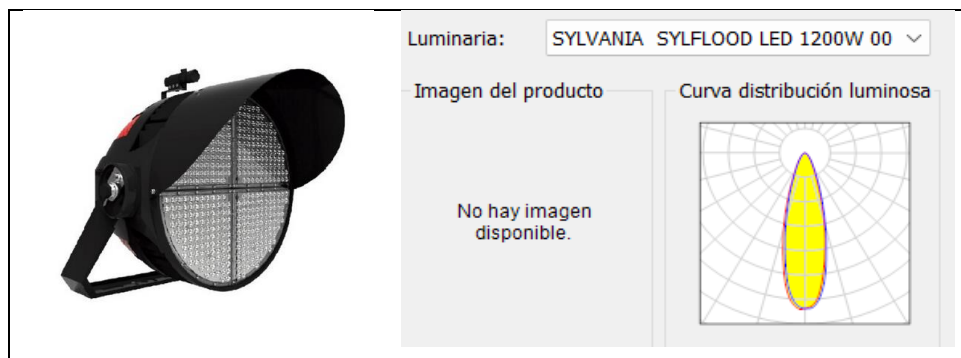 Luminaria:
SYLVANIA SYLFLOOD LED 1200W 00
Imagen del producto
Curva distribución luminosa
No hay imagen
disponible.